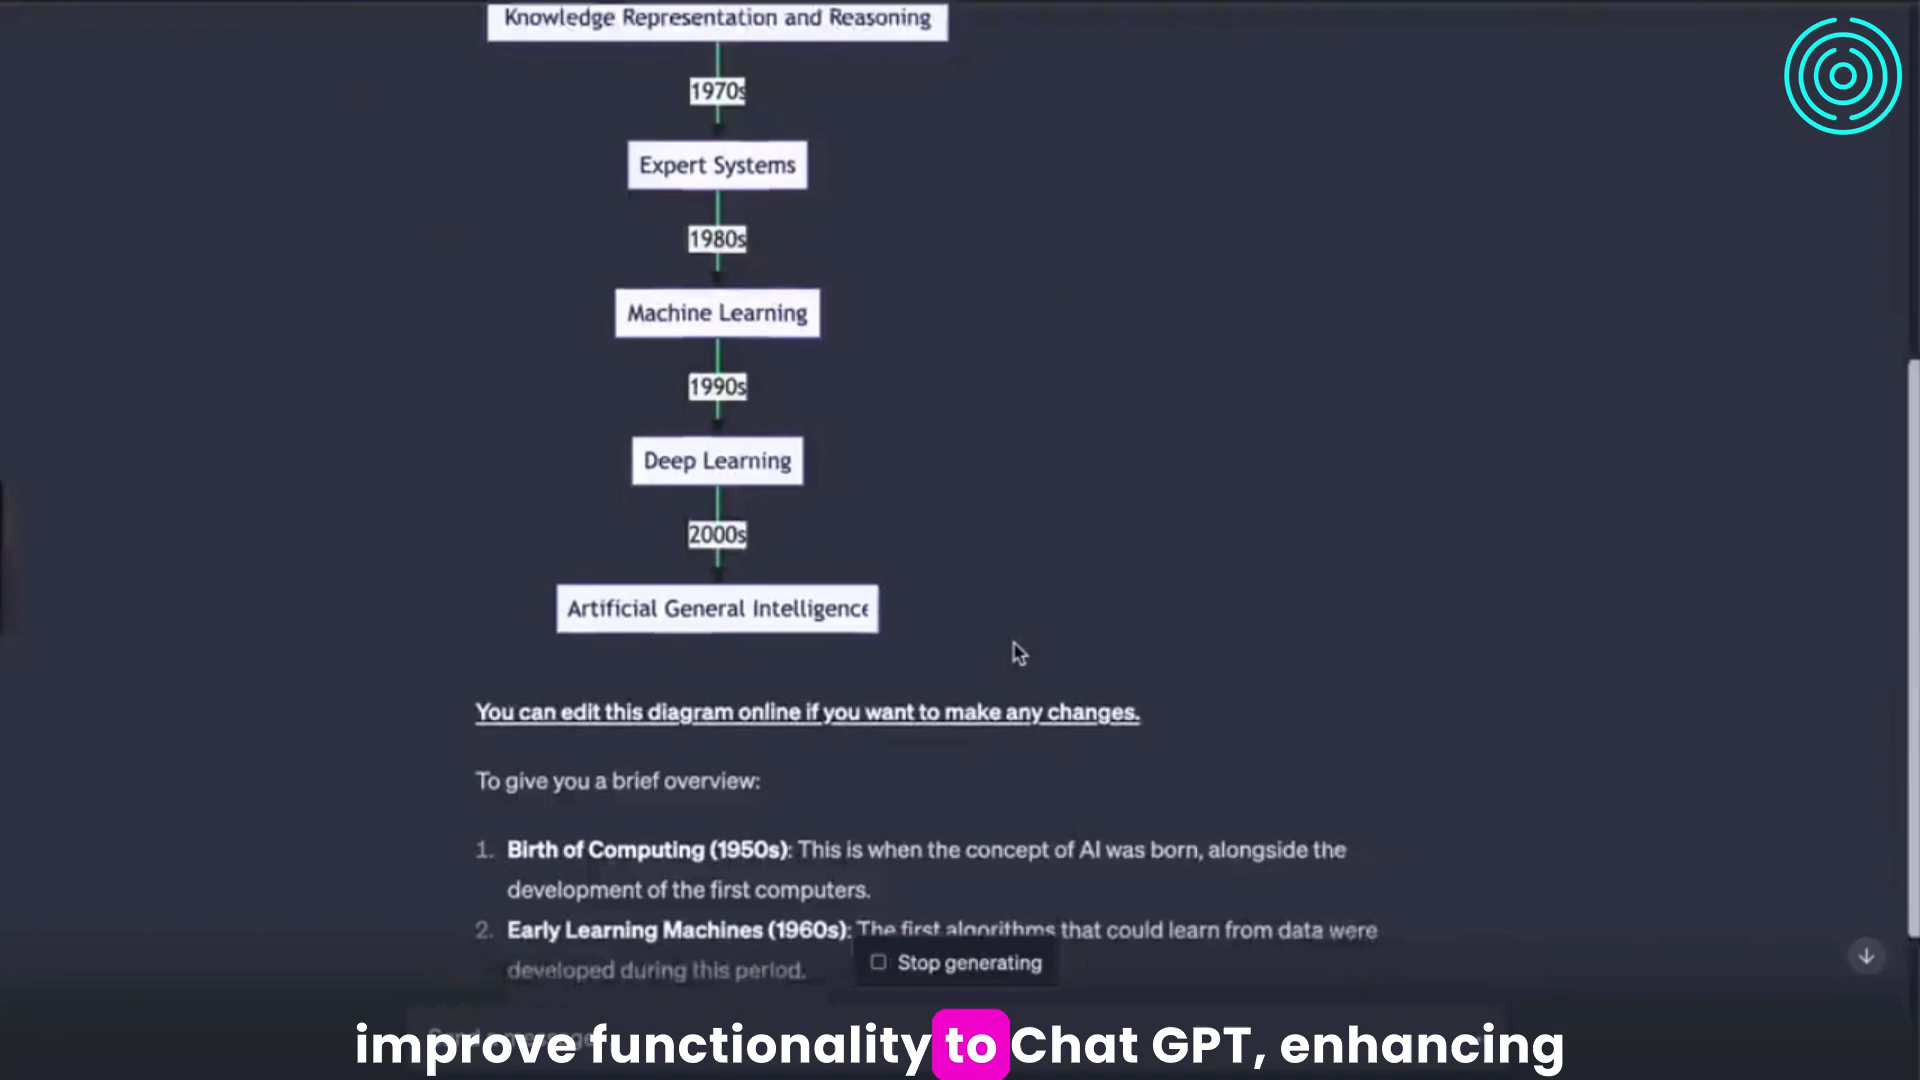 Knowledge Representation and Reasoning
1970s
Expert Systems
1980s
Machine Learning
1990s
Deep Learning
2000s
Artificial General Intelligence
You can edit this diagram online if you want to make any changes.
To give you a brief overview:
1. Birth of Computing (1950s): This is when the concept of AI was born, alongside the
development of the first computers.
2. Early Learning Machines (1960s): The first algorithms that could learn from data were
developed during this period.
Stop generating
improve functionality to Chat GPT, enhancing